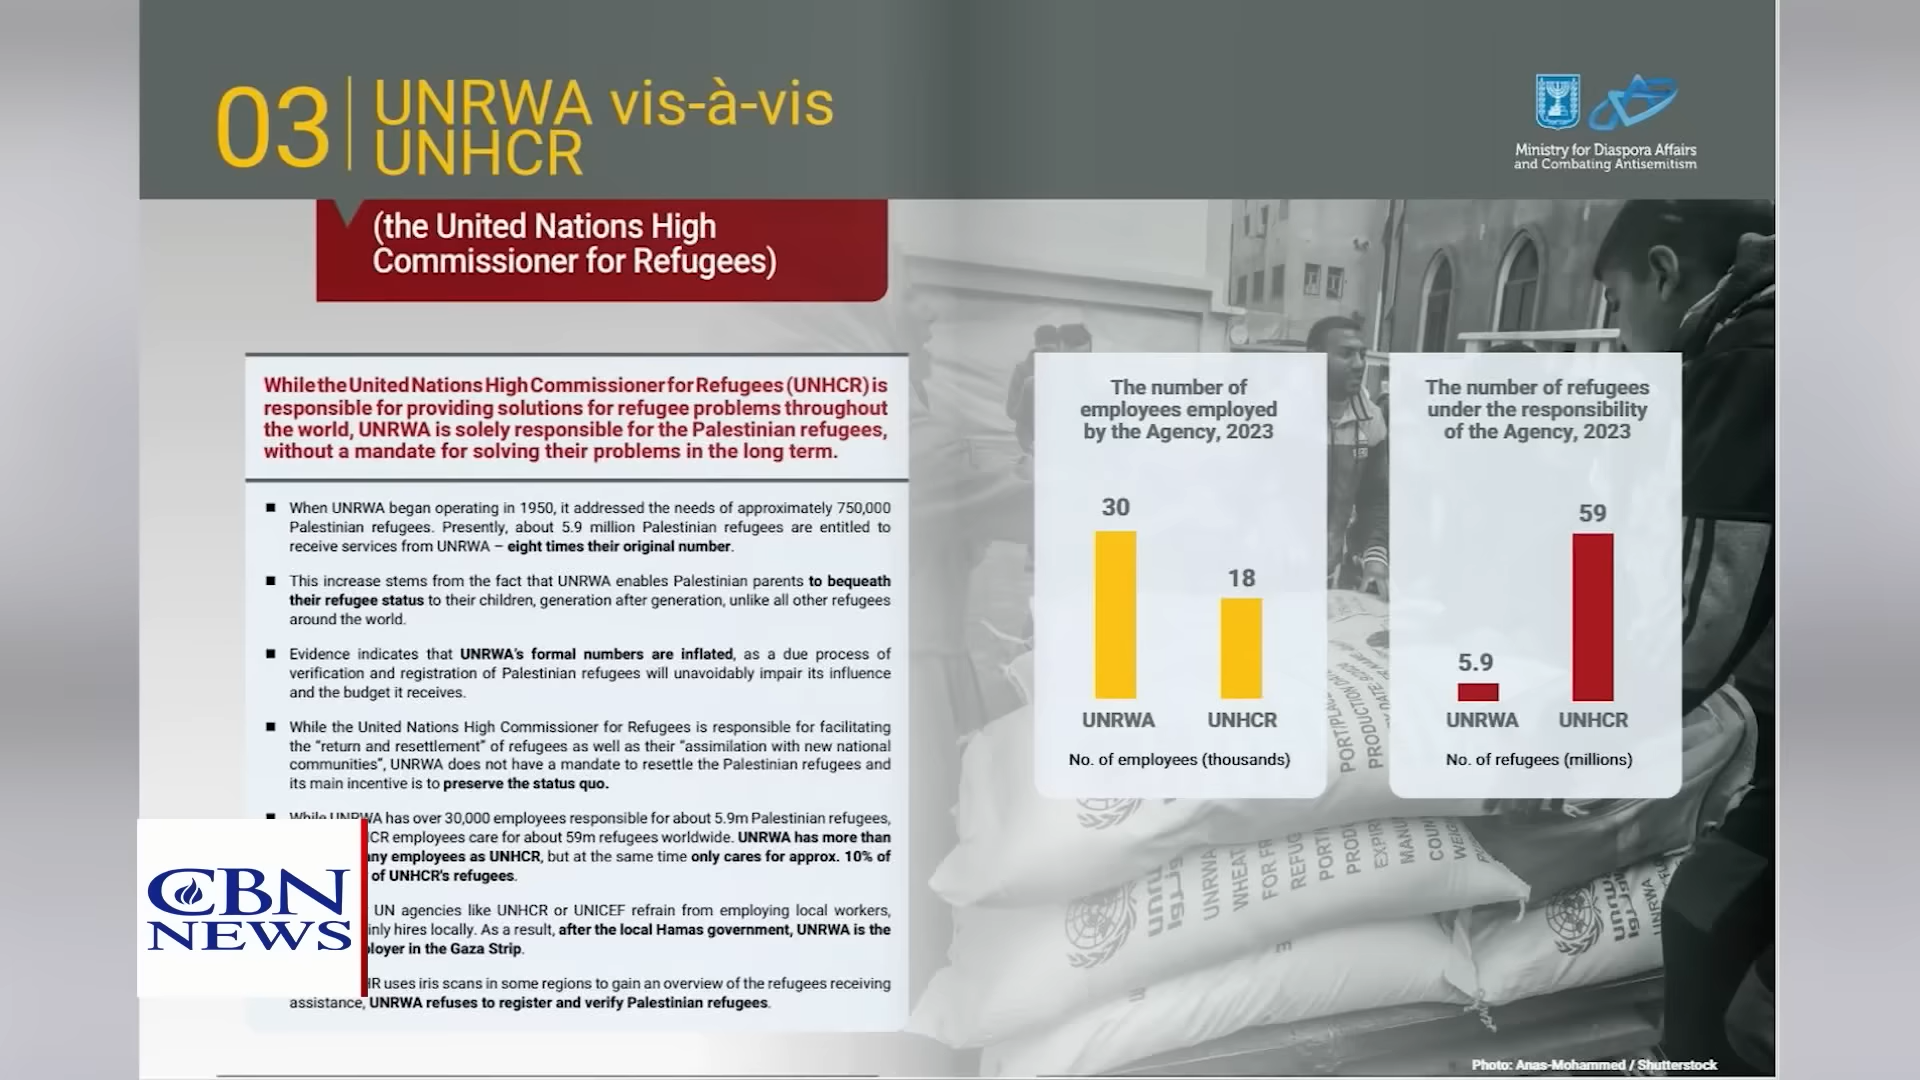 03
UNRWA vis-à-vis
UNHCR
Ministry for Diaspora Affairs
and Combating Antisemitism
(the United Nations High
Commissioner for Refugees)
While the United Nations High Commissioner for Refugees (UNHCR) is
responsible for providing solutions for refugee problems throughout
the world, UNRWA is solely responsible for the Palestinian refugees,
without a mandate for solving their problems in the long term.
When UNRWA began operating in 1950, it addressed the needs of approximately 750,000
Palestinian refugees. Presently, about 5.9 million Palestinian refugees are entitled to
receive services from UNRWA – eight times their original number.
This increase stems from the fact that UNRWA enables Palestinian parents to bequeath
their refugee status to their children, generation after generation, unlike all other refugees
around the world.
Evidence indicates that UNRWA's formal numbers are inflated, as a due process of
verification and registration of Palestinian refugees will unavoidably impair its influence
and the budget it receives.
While the United Nations High Commissioner for Refugees is responsible for facilitating
the "return and resettlement" of refugees as well as their "assimilation with new national
communities", UNRWA does not have a mandate to resettle the Palestinian refugees and
its main incentive is to preserve the status quo.
While UNRWA has over 30,000 employees responsible for about 5.9m Palestinian refugees,
employees care for about 59m refugees worldwide. UNRWA has more than
employees as UNHCR, but at the same time only cares for approx. 10% of
of UNHCR's refugees.
UN agencies like UNHCR or UNICEF refrain from employing local workers,
hires locally. As a result, after the local Hamas government, UNRWA is the
in the Gaza Strip.
uses iris scans in some regions to gain an overview of the refugees receiving
assistance, UNRWA refuses to register and verify Palestinian refugees.
The number of
employees employed
by the Agency, 2023
30
18
UNRWA UNHCR
No. of employees (thousands)
The number of refugees
under the responsibility
of the Agency, 2023
59
5.9
UNRWA UNHCR
No. of refugees (millions)
CBN
NEWS
UNRWA
WHEAT
Photo: Anas-Mohammed / Shutterstock